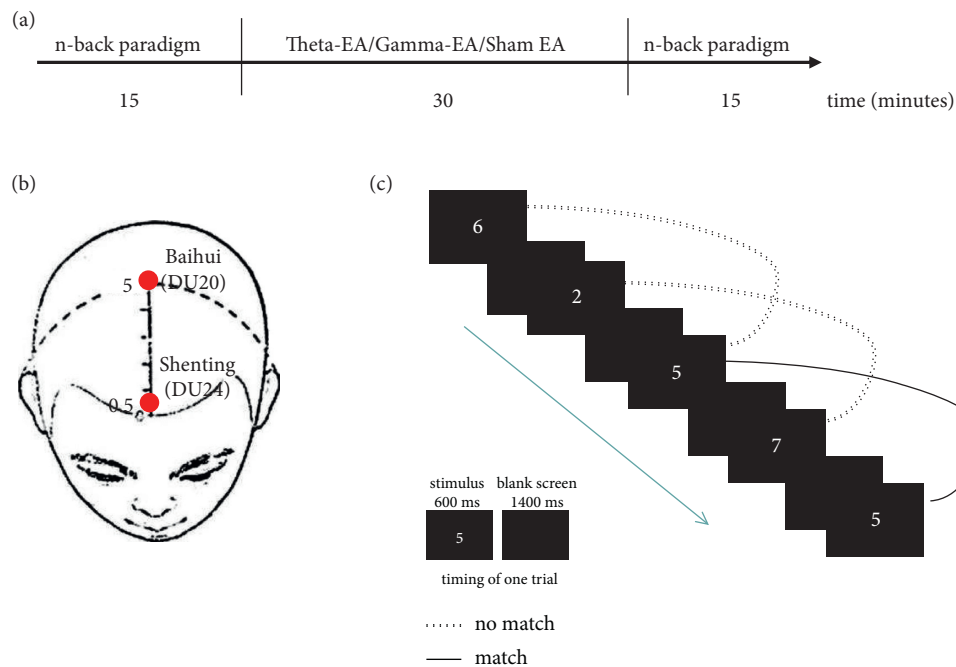 (a)
n-back paradigm
Theta-EA/Gamma-EA/Sham EA
n-back paradigm
15
30
15
time (minutes)
(b)
Baihui
(DU20)
5
Shenting
(DU24)
0.5
0
(c)
6
2
5
7
5
stimulus
600 ms
blank screen
1400 ms
5
timing of one trial
no match
match